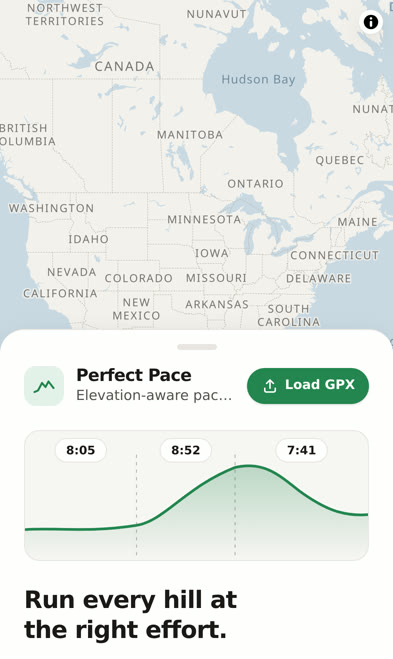 NORTHWEST
TERRITORIES
NUNAVUT
CANADA
Hudson Bay
NUNAT
BRITISH
OLUMBIA
MANITOBA
QUEBEC
ONTARIO
WASHINGTON
MINNESOTA
MAINE
IDAHO
IOWA
CONNECTICUT
NEVADA
COLORADO
MISSOURI
DELAWARE
CALIFORNIA
NEW
MEXICO
ARKANSAS
SOUTH
CAROLINA
Perfect Pace
Elevation-aware pac...
Load GPX
8:05
8:52
7:41
Run every hill at
the right effort.